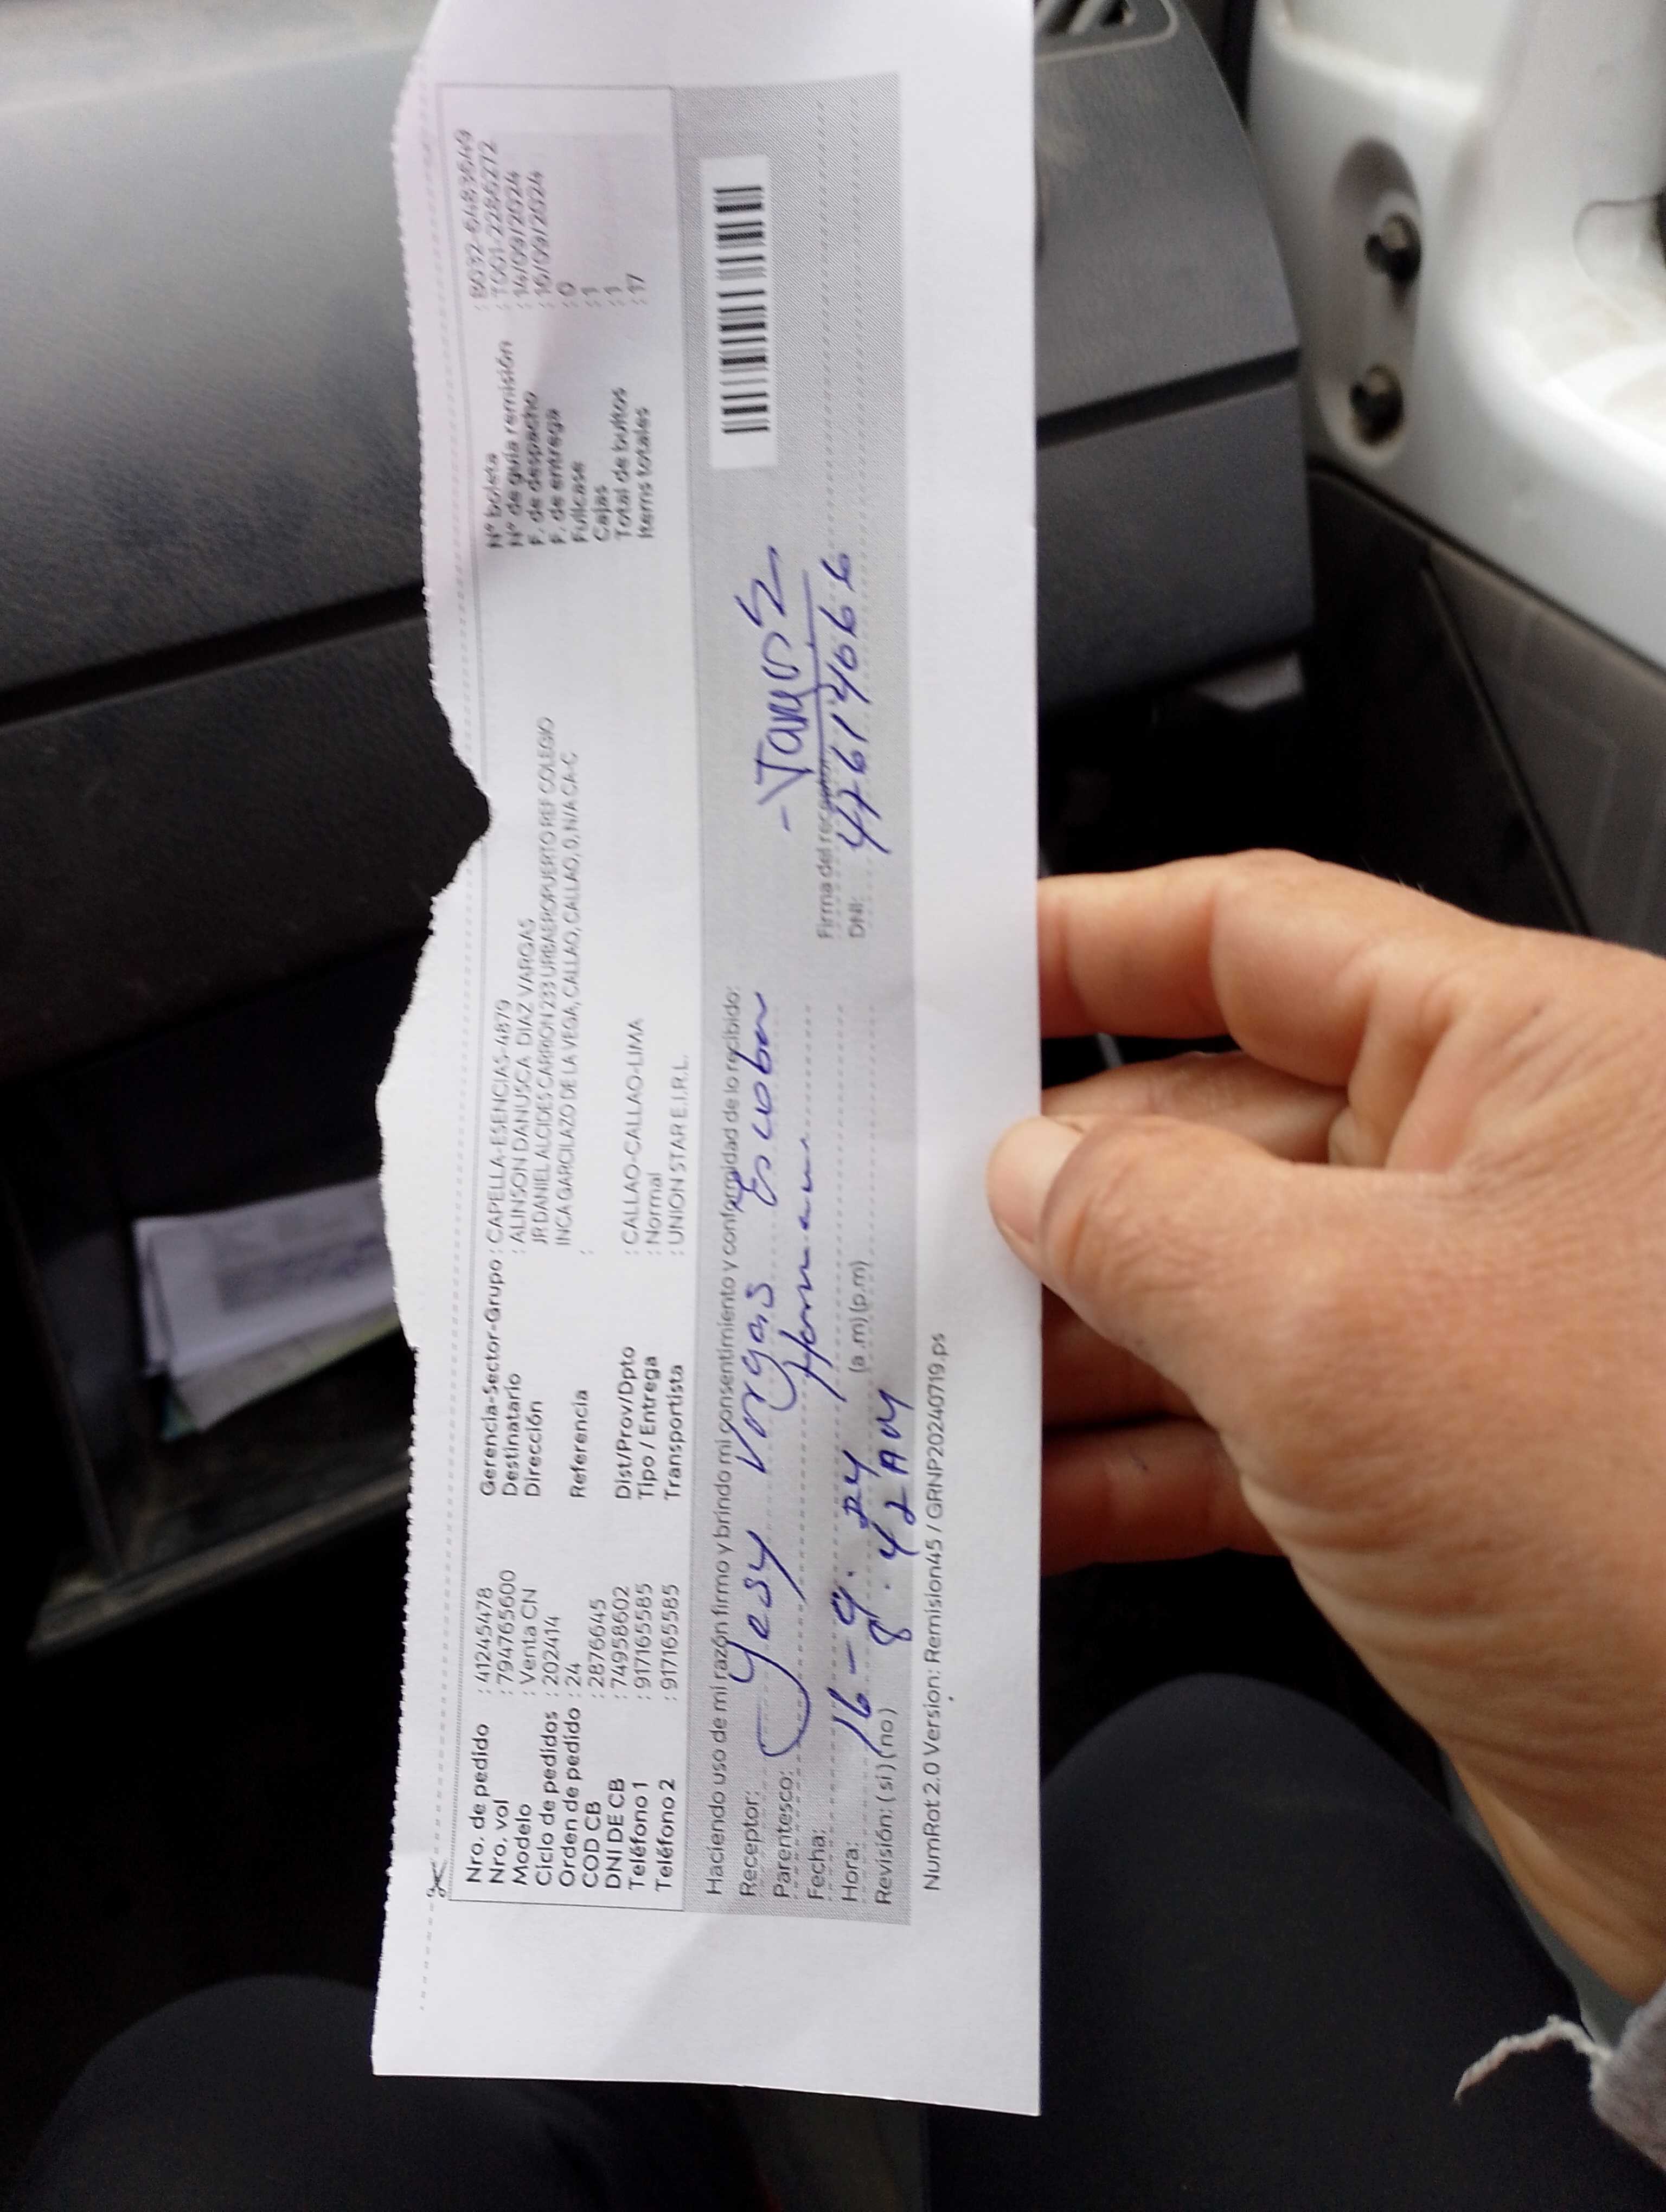 Nro. de pedido : 41245478
Nro. vol : 794765600
Modelo : Venta CN
Ciclo de pedidos : 202414
Orden de pedido : 24
COD CB : 2876645
DNI DE CB : 74958602
Teléfono 1 : 917165585
Teléfono 2 : 917165585
Gerencia-Sector-Grupo : CAPELLA-ESENCIAS-4879
Destinatario : ALINSON DANUSCA DIAZ VARGAS
Dirección JR DANIEL ALCIDES CARRION 233 URBAEROPUERTO REF COLEGIO
INCA GARCILAZO DE LA VEGA, CALLAO, CALLAO, 0, N/A CA-C
Referencia :
Dist/Prov/Dpto : CALLAO-CALLAO-LIMA
Tipo / Entrega : Normal
Transportista : UNION STAR E.I.R.L.
N° boleta
N° de guía remisión : T001-2286272
F. de despacho : 14/09/2024
F. de entrega : 16/09/2024
Fullcase : 0
Cajas : 1
Total de bultos : 1
Items totales : 17
Haciendo uso de mi razón firmo y brindo mi consentimiento y conformidad de lo recibido:
Receptor: Yesy Vargas Escobar
Parentesco:
Fecha: 16-9.24
Hora: 8.42 AM (a.m)(p.m)
Revisión: (si) (no)
Firma del receptor
DNI: 42614066
NumRot 2.0 Version: Remision45 / GRNP20240719.ps